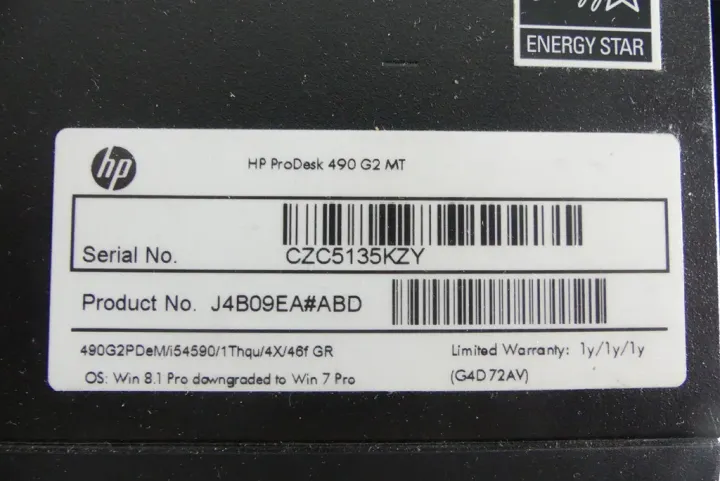 ENERGY STAR
hp
HP ProDesk 490 G2 MT
Serial No.
CZC5135KZY
Product No. J4B09EA#ABD
490G2PDeM/i54590/1Thqu/4X/46f GR
Limited Warranty: 1y/1y/1y
OS: Win 8.1 Pro downgraded to Win 7 Pro
(G4D72AV)